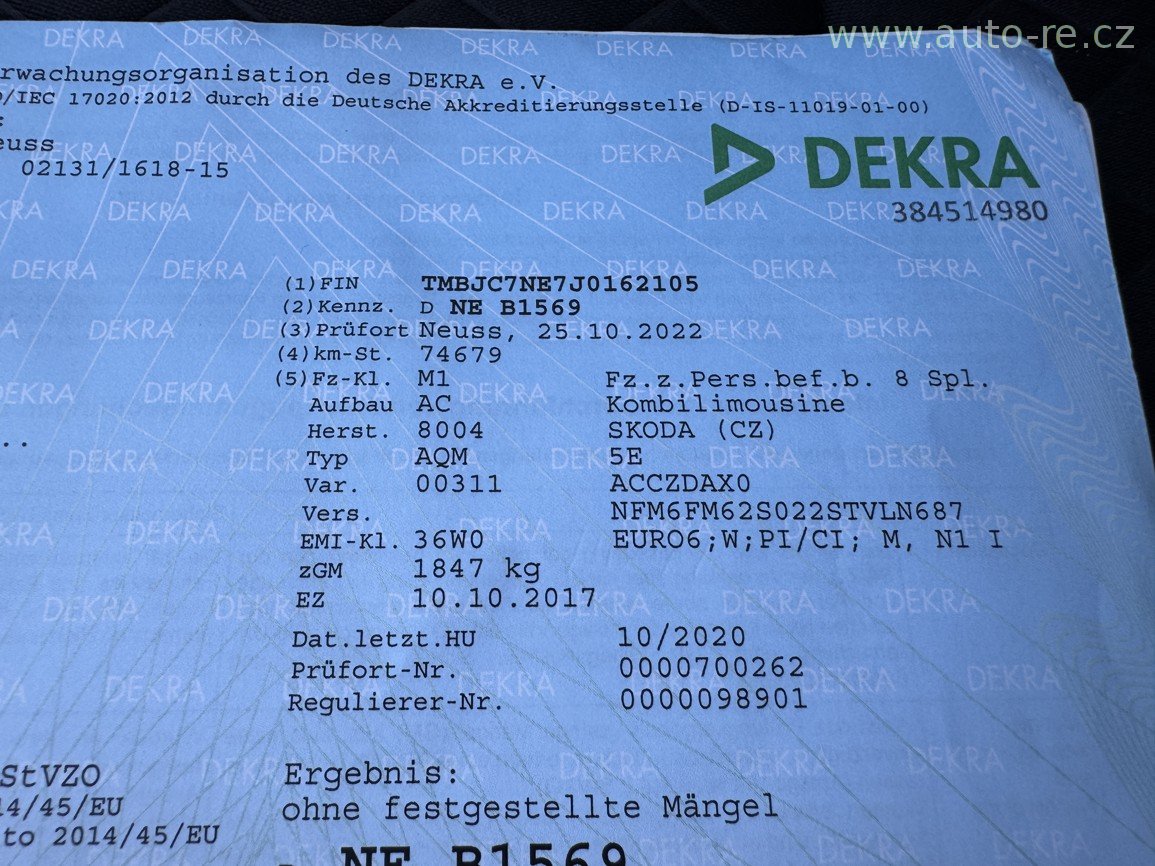 www.auto-re.cz
rwachungsorganisation des DEKRA e.V.
/IEC 17020:2012 durch die Deutsche Akkreditierungsstelle (D-IS-11019-01-00)
:
euss
02131/1618-15
DEKRA
384514980
(1) FIN TMBJC7NE7J0162105
(2) Kennz. D NE B1569
(3) Prüfort Neuss, 25.10.2022
(4) km-St. 74679
(5) Fz-Kl. M1 Fz.z.Pers.bef.b. 8 Spl.
Aufbau AC Kombilimousine
Herst. 8004 SKODA (CZ)
Typ AQM 5E
Var. 00311 ACCZDAX0
Vers. NFM6FM62S022STVLN687
EMI-Kl. 36W0 EURO6;W;PI/CI; M, N1 I
zGM 1847 kg
EZ 10.10.2017
Dat.letzt.HU 10/2020
Prüfort-Nr. 0000700262
Regulierer-Nr. 0000098901
..
StVZO
14/45/EU
to 2014/45/EU
Ergebnis:
ohne festgestellte Mängel
NE B1569